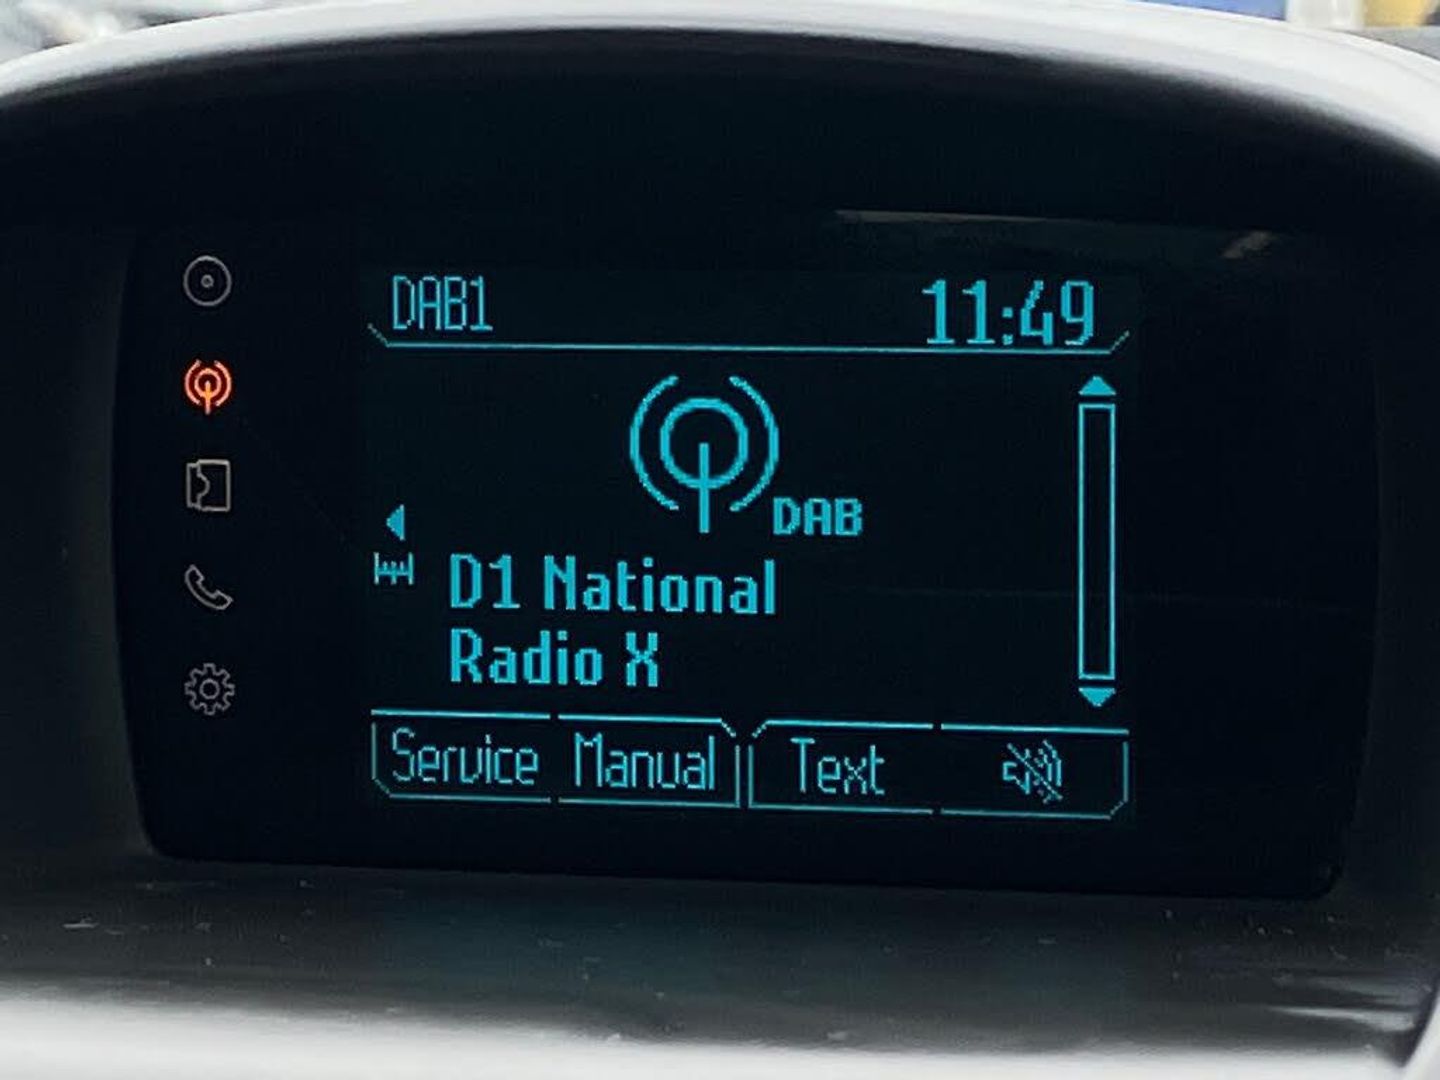 DAB1 11:49
DAB
D1 National
Radio X
Service Manual Text